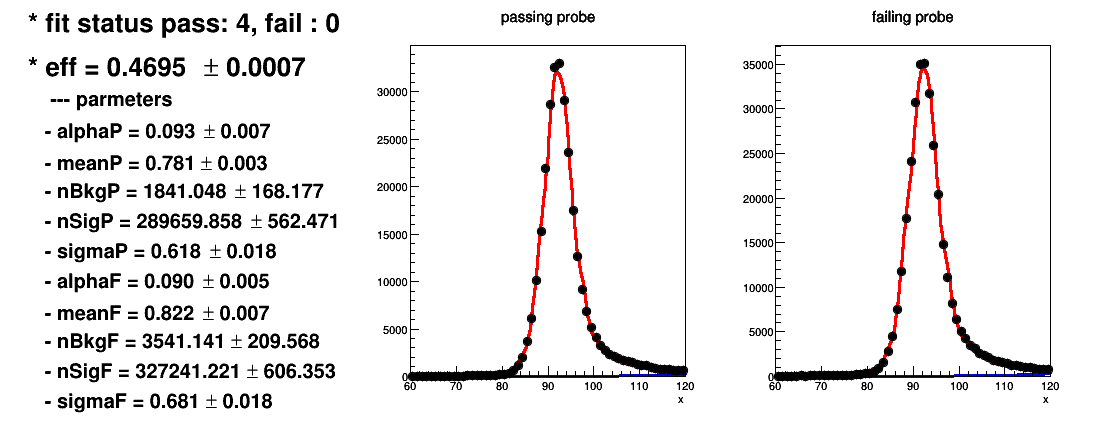 * fit status pass: 4, fail : 0
* eff = 0.4695 ± 0.0007
--- parmeters
- alphaP = 0.093 ± 0.007
- meanP = 0.781 ± 0.003
- nBkgP = 1841.048 ± 168.177
- nSigP = 289659.858 ± 562.471
- sigmaP = 0.618 ± 0.018
- alphaF = 0.090 ± 0.005
- meanF = 0.822 ± 0.007
- nBkgF = 3541.141 ± 209.568
- nSigF = 327241.221 ± 606.353
- sigmaF = 0.681 ± 0.018
passing probe
30000
25000
20000
15000
10000
5000
0
60 70 80 90 100 110 120
x
failing probe
35000
30000
25000
20000
15000
10000
5000
0
60 70 80 90 100 110 120
x